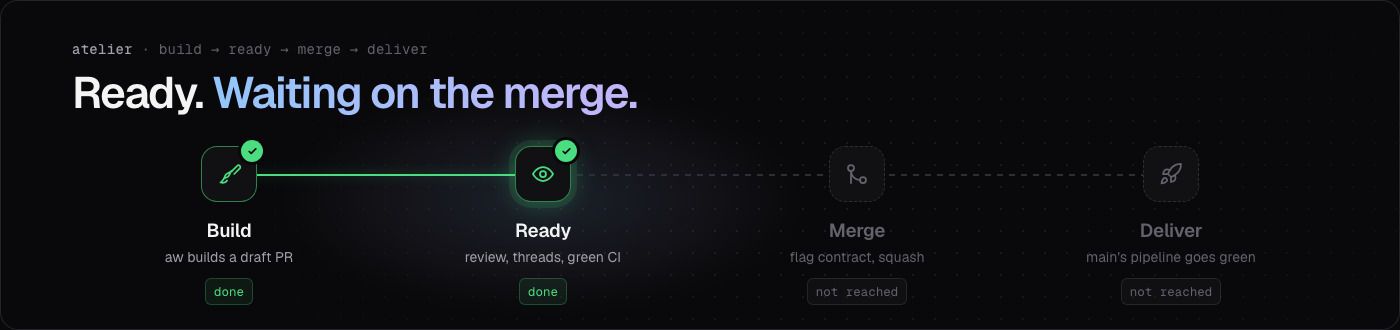 atelier · build → ready → merge → deliver
Ready. Waiting on the merge.
Build
aw builds a draft PR
done
Ready
review, threads, green CI
done
Merge
flag contract, squash
not reached
Deliver
main's pipeline goes green
not reached